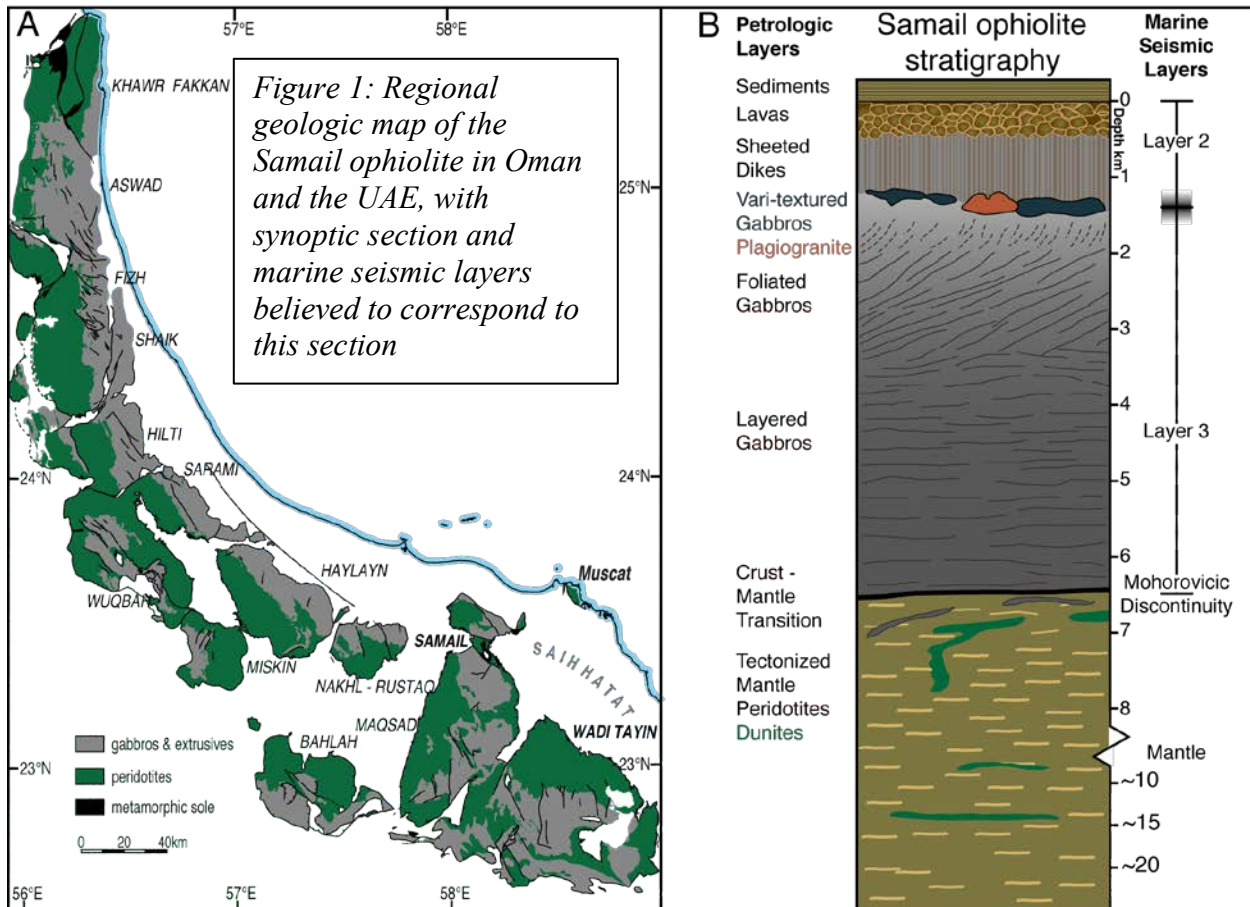 A
57°E
58°E
KHAWR FAKKAN
Figure 1: Regional
geologic map of the
Samail ophiolite in Oman
and the UAE, with
synoptic section and
marine seismic layers
believed to correspond to
this section
ASWAD
25°N
FIZH
SHAIK
HILTI
24°N
SARAMI
24°N
HAYLAYN
Muscat
WUQBAH
SAMAIL
SAIH HATAT
MISKIN
NAKHL - RUSTAQ
MAQSAD
WADI TAYIN
BAHLAH
gabbros & extrusives
23°N
23°N
peridotites
metamorphic sole
0 20 40km
56°E
57°E
58°E
B
Petrologic
Layers
Samail ophiolite
stratigraphy
Marine
Seismic
Layers
Sediments
Lavas
Sheeted
Dikes
Vari-textured
Gabbros
Plagiogranite
Foliated
Gabbros
Layered
Gabbros
Crust -
Mantle
Transition
Tectonized
Mantle
Peridotites
Dunites
0
Depth km
1
2
3
4
5
6
7
8
~10
~15
~20
Layer 2
Layer 3
Mohorovicic
Discontinuity
Mantle